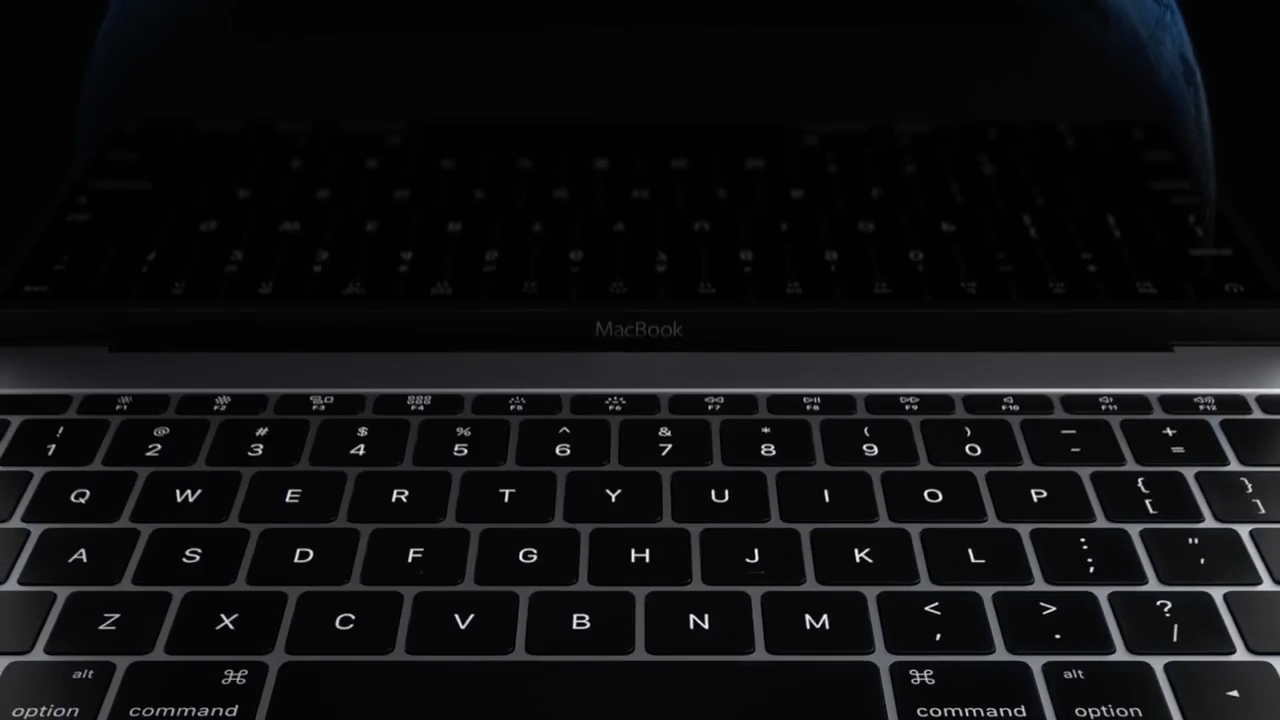 MacBook
F1 F2 F3 F4 F5 F6 F7 F8 F9 F10 F11 F12
! @ # $ % ^ & * ( ) — +
1 2 3 4 5 6 7 8 9 0 - =
Q W E R T Y U I O P { }
[ ]
A S D F G H J K L : "
; '
Z X C V B N M < > ?
, . /
alt ⌘ ⌘ alt ◄
option command command option